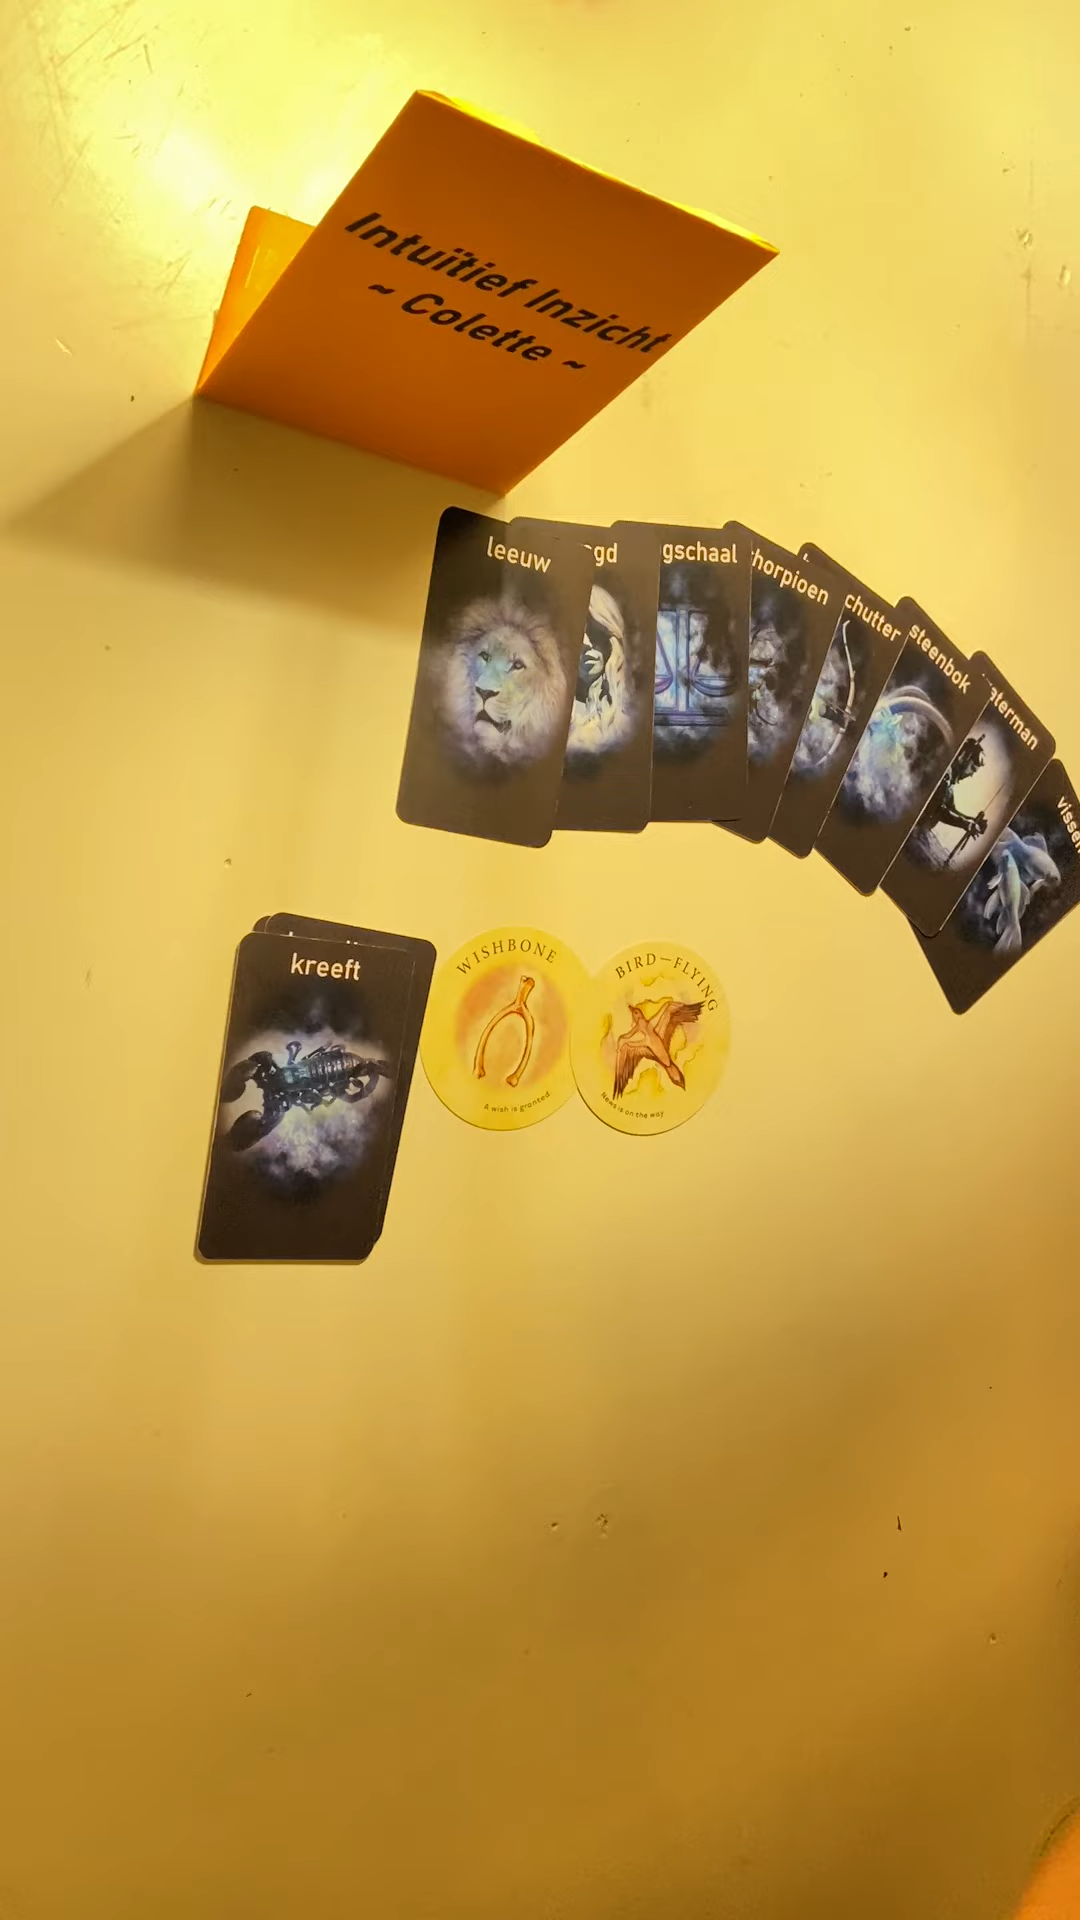 Intuïtief Inzicht
~ Colette ~
leeuw
gd
gschaal
horpioen
chutter
steenbok
aterman
vissen
kreeft
WISHBONE
A wish is granted
BIRD—FLYING
News is on the way